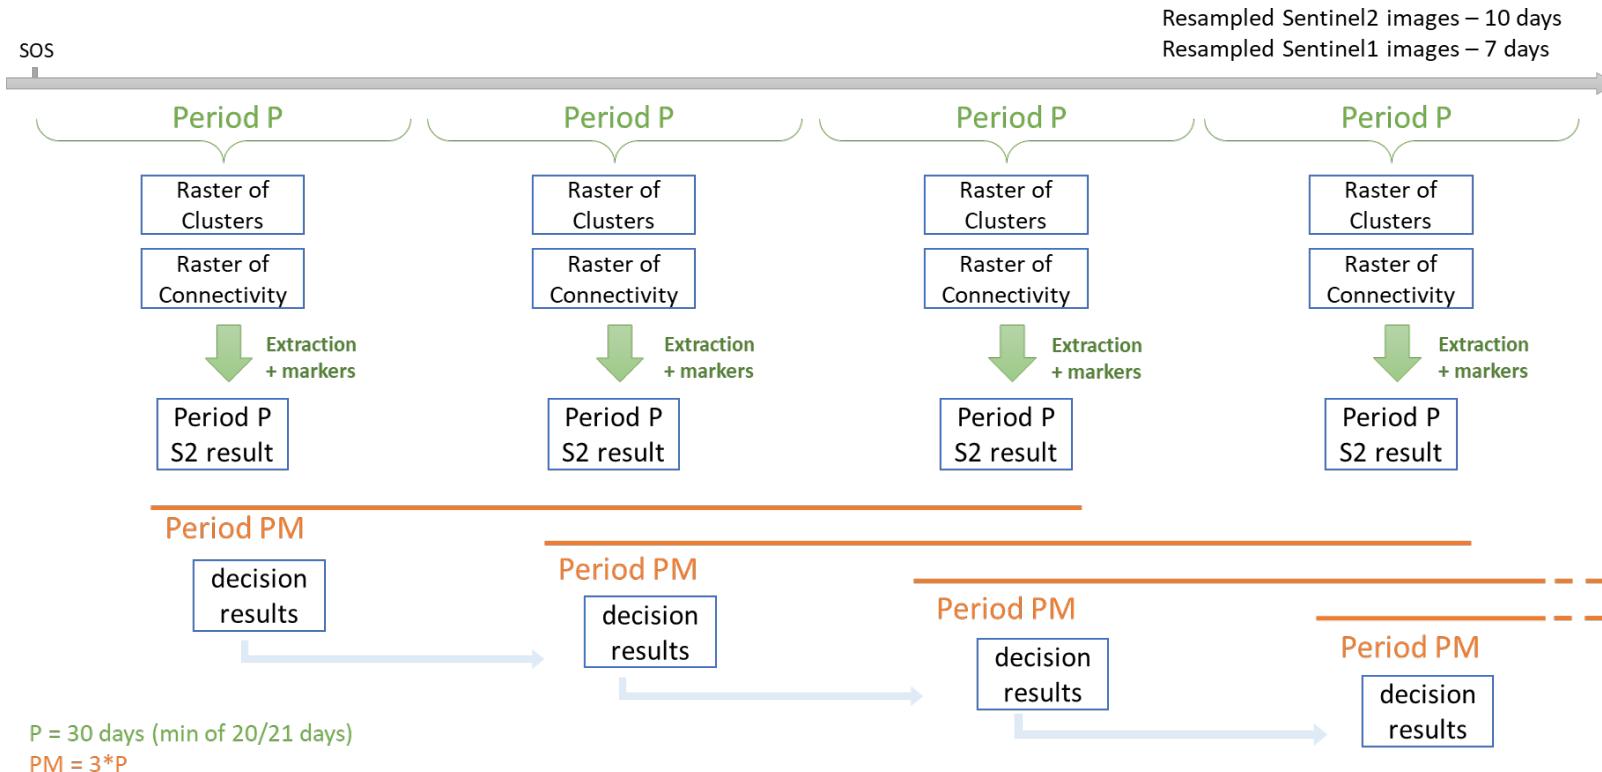 Resampled Sentinel2 images – 10 days
Resampled Sentinel1 images – 7 days
SOS
Period P
Period P
Period P
Period P
Raster of
Clusters
Raster of
Clusters
Raster of
Clusters
Raster of
Clusters
Raster of
Connectivity
Raster of
Connectivity
Raster of
Connectivity
Raster of
Connectivity
Extraction
+ markers
Extraction
+ markers
Extraction
+ markers
Extraction
+ markers
Period P
S2 result
Period P
S2 result
Period P
S2 result
Period P
S2 result
Period PM
decision
results
Period PM
decision
results
Period PM
decision
results
Period PM
decision
results
P = 30 days (min of 20/21 days)
PM = 3*P